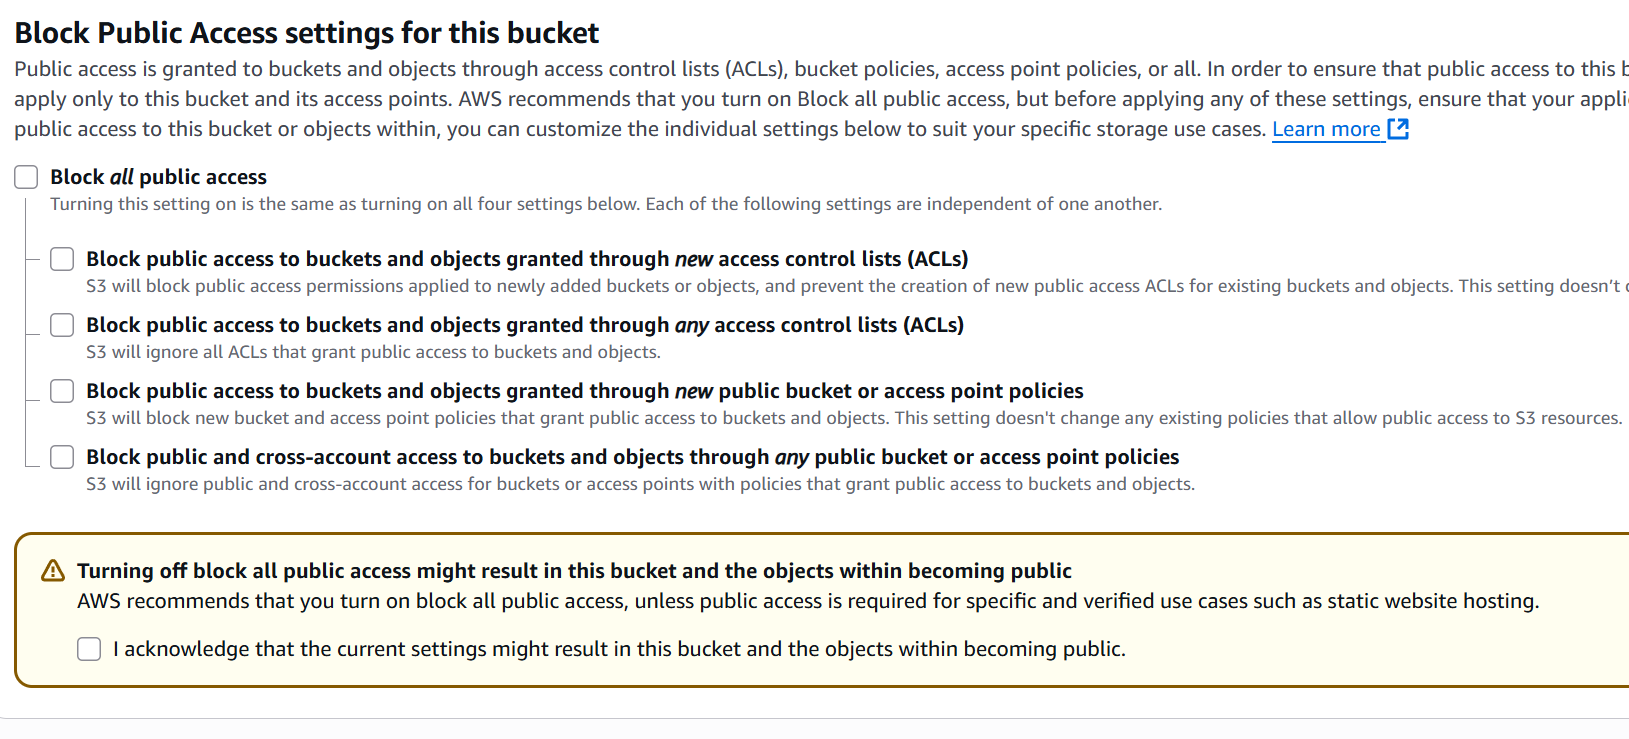 Block Public Access settings for this bucket
Public access is granted to buckets and objects through access control lists (ACLs), bucket policies, access point policies, or all. In order to ensure that public access to this
apply only to this bucket and its access points. AWS recommends that you turn on Block all public access, but before applying any of these settings, ensure that your
public access to this bucket or objects within, you can customize the individual settings below to suit your specific storage use cases. Learn more
Block all public access
Turning this setting on is the same as turning on all four settings below. Each of the following settings are independent of one another.
Block public access to buckets and objects granted through new access control lists (ACLs)
S3 will block public access permissions applied to newly added buckets or objects, and prevent the creation of new public access ACLs for existing buckets and objects. This setting doesn’t
Block public access to buckets and objects granted through any access control lists (ACLs)
S3 will ignore all ACLs that grant public access to buckets and objects.
Block public access to buckets and objects granted through new public bucket or access point policies
S3 will block new bucket and access point policies that grant public access to buckets and objects. This setting doesn't change any existing policies that allow public access to S3 resources.
Block public and cross-account access to buckets and objects through any public bucket or access point policies
S3 will ignore public and cross-account access for buckets or access points with policies that grant public access to buckets and objects.
Turning off block all public access might result in this bucket and the objects within becoming public
AWS recommends that you turn on block all public access, unless public access is required for specific and verified use cases such as static website hosting.
I acknowledge that the current settings might result in this bucket and the objects within becoming public.